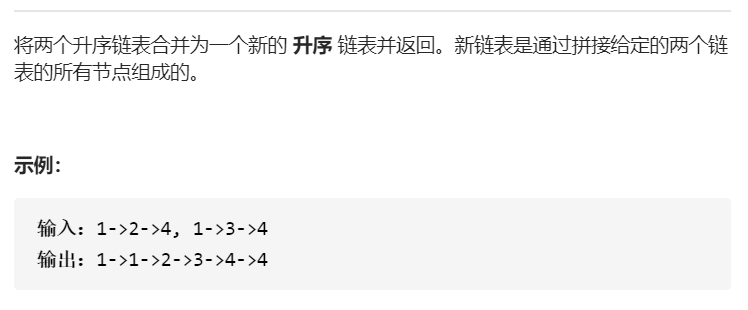 将两个升序链表合并为一个新的 升序 链表并返回。新链表是通过拼接给定的两个链
表的所有节点组成的。
示例：
输入：1->2->4, 1->3->4
输出：1->1->2->3->4->4